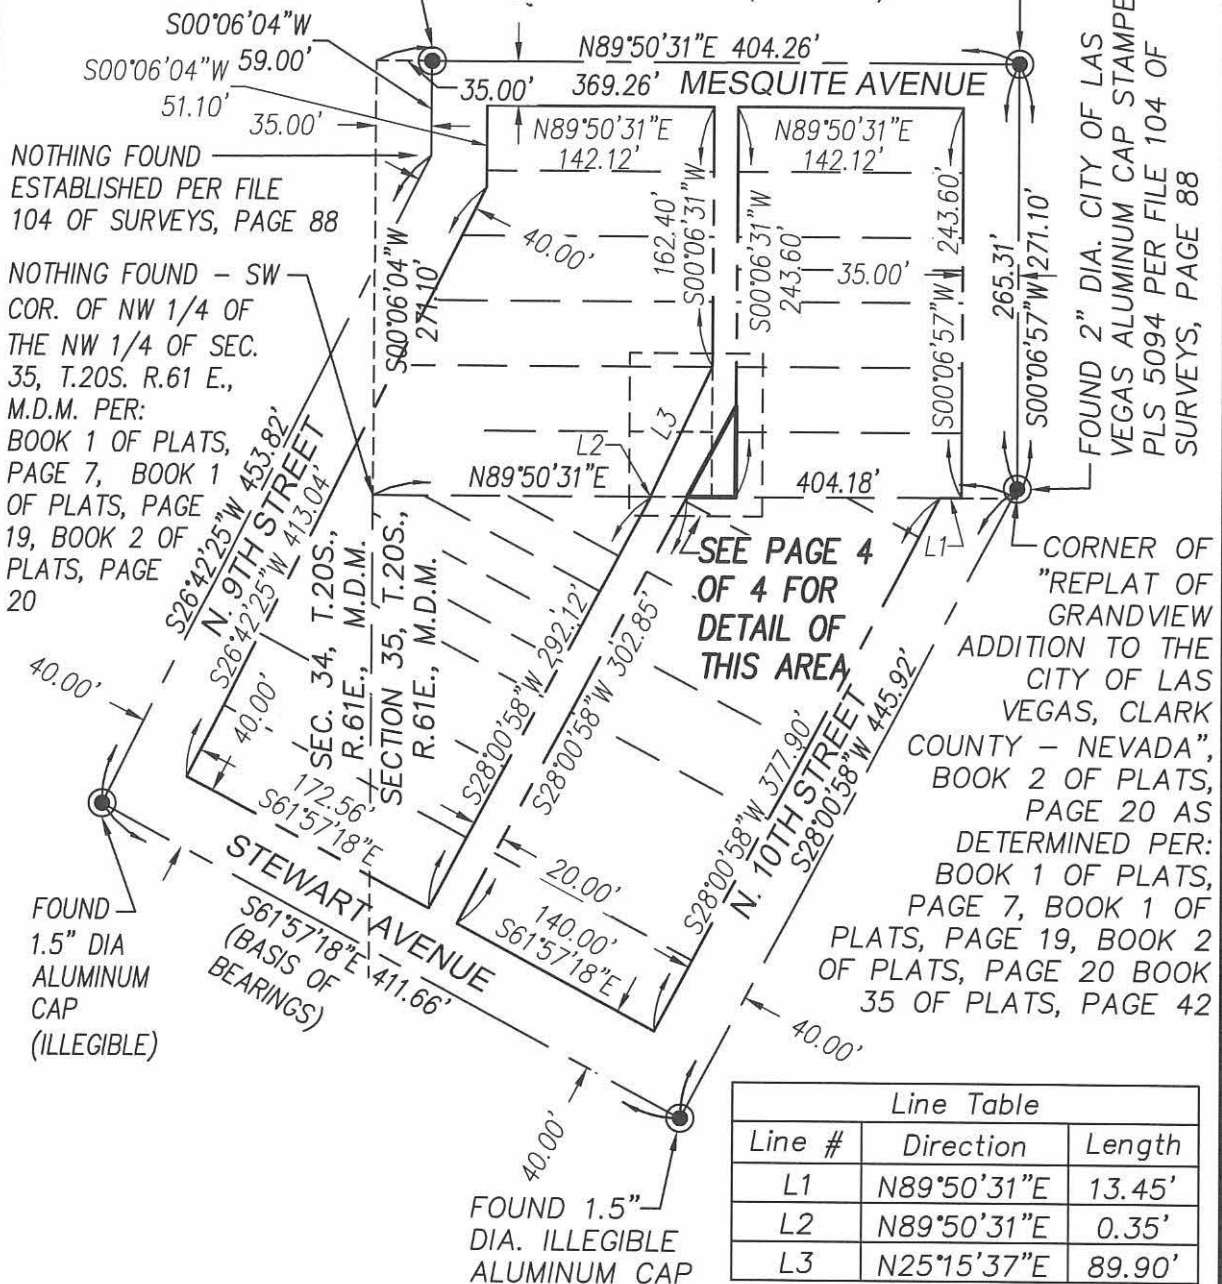 S00°06'04"W
59.00'
S00°06'04"W
51.10'
35.00'
35.00'
N89°50'31"E 404.26'
369.26'
MESQUITE AVENUE
N89°50'31"E
142.12'
N89°50'31"E
142.12'
NOTHING FOUND
ESTABLISHED PER FILE
104 OF SURVEYS, PAGE 88
NOTHING FOUND - SW
COR. OF NW 1/4 OF
THE NW 1/4 OF SEC.
35, T.20S. R.61 E.,
M.D.M. PER:
BOOK 1 OF PLATS,
PAGE 7, BOOK 1
OF PLATS, PAGE
19, BOOK 2 OF
PLATS, PAGE
20
S00°06'04"W
271.10'
40.00'
162.40'
S00°06'31"W
S00°06'31"W
243.60'
35.00'
243.60'
S00°06'57"W
265.31'
S00°06'57"W 271.10'
FOUND 2" DIA. CITY OF LAS
VEGAS ALUMINUM CAP STAMPE
PLS 5094 PER FILE 104 OF
SURVEYS, PAGE 88
L3
L2
N89°50'31"E
404.18'
L1
SEE PAGE 4
OF 4 FOR
DETAIL OF
THIS AREA
CORNER OF
"REPLAT OF
GRANDVIEW
ADDITION TO THE
CITY OF LAS
VEGAS, CLARK
COUNTY - NEVADA",
BOOK 2 OF PLATS,
PAGE 20 AS
DETERMINED PER:
BOOK 1 OF PLATS,
PAGE 7, BOOK 1 OF
PLATS, PAGE 19, BOOK 2
OF PLATS, PAGE 20 BOOK
35 OF PLATS, PAGE 42
S26°42'25"W 453.82'
N. 9TH STREET
S26°42'25"W 413.04'
40.00'
40.00'
SEC. 34, T.20S.,
R.61E., M.D.M.
SECTION 35, T.20S.,
R.61E., M.D.M.
S28°00'58"W 292.12'
S28°00'58"W 302.85'
S28°00'58"W 377.90'
N. 10TH STREET
S28°00'58"W 445.92'
172.56'
S61°57'18"E
STEWART AVENUE
S61°57'18"E 411.66'
(BASIS OF
BEARINGS)
20.00'
140.00'
S61°57'18"E
40.00'
40.00'
FOUND
1.5" DIA
ALUMINUM
CAP
(ILLEGIBLE)
FOUND 1.5"
DIA. ILLEGIBLE
ALUMINUM CAP
Line Table
Line # Direction Length
L1 N89°50'31"E 13.45'
L2 N89°50'31"E 0.35'
L3 N25°15'37"E 89.90'